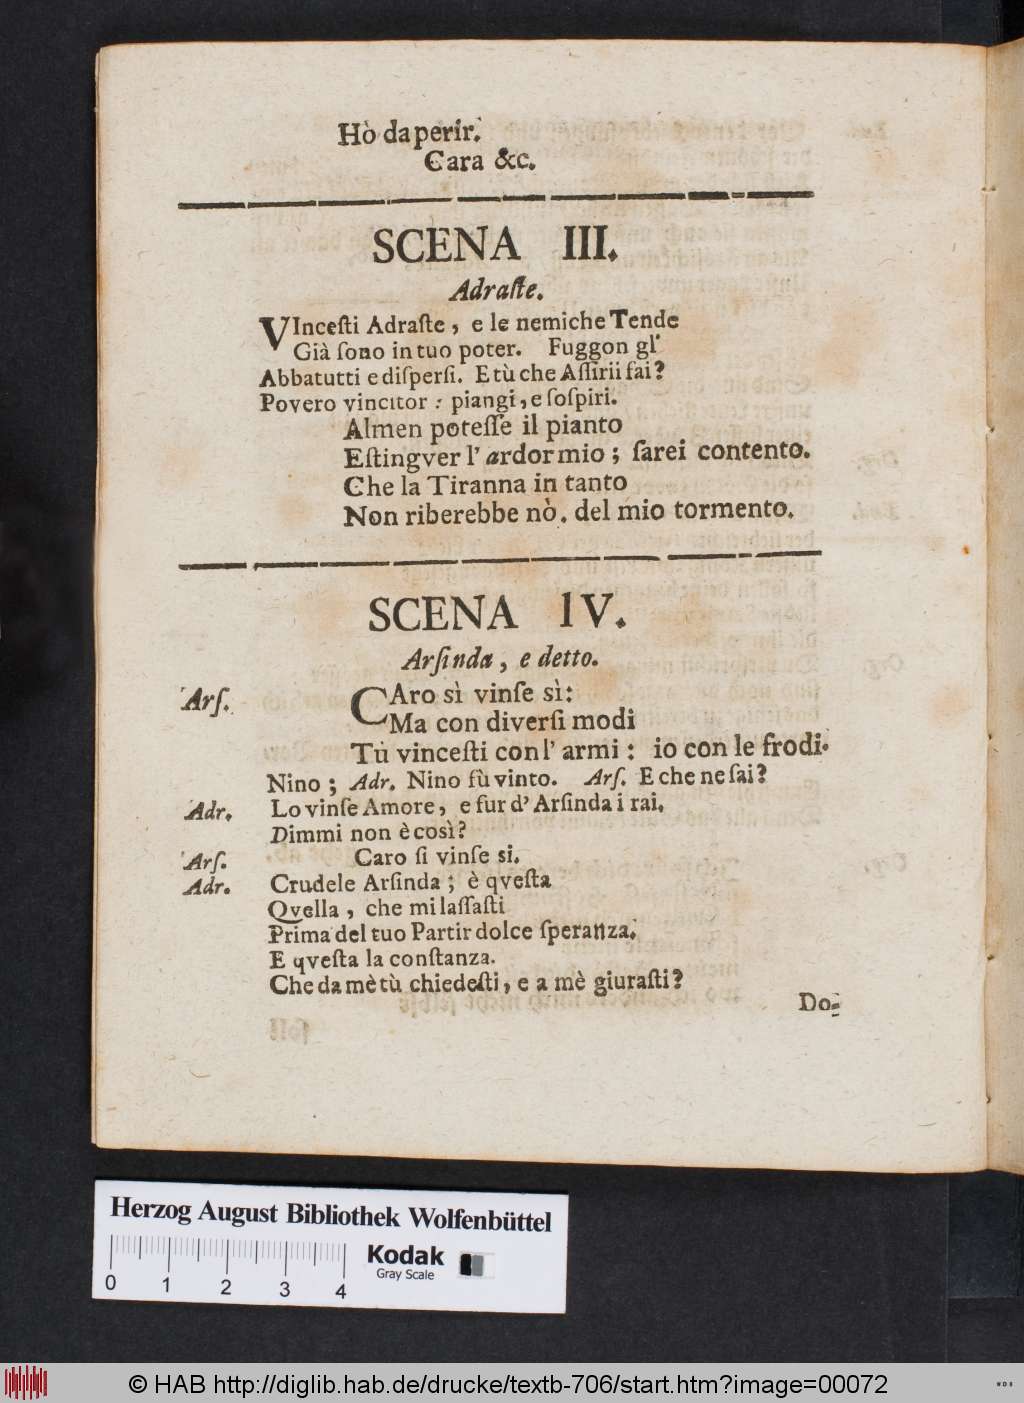 Hò da perir.
Cara &c.
SCENA III.
Adraſte.
VInceſti Adraſte, e le nemiche Tende
Già ſono in tuo poter. Fuggon gl'
Abbatutti e diſperſi. E tù che Aſſirii fai?
Povero vincitor : piangi, e ſoſpiri.
Almen poteſſe il pianto
Eſtingver l' ardor mio ; ſarei contento.
Che la Tiranna in tanto
Non riberebbe nò. del mio tormento.
SCENA IV.
Arſinda, e detto.
Arſ. CAro sì vinſe sì:
Ma con diverſi modi
Tù vinceſti con l' armi : io con le frodi.
Nino ; Adr. Nino fù vinto. Arſ. E che ne ſai?
Adr. Lo vinſe Amore, e fur d' Arſinda i rai.
Dimmi non è così?
Arſ. Caro ſi vinſe si.
Adr. Crudele Arſinda ; è qveſta
Qvella, che mi laſſaſti
Prima del tuo Partir dolce ſperanza.
E qveſta la conſtanza.
Che da mè tù chiedeſti, e a mè giuraſti?
Do-
Herzog August Bibliothek Wolfenbüttel
Kodak
Gray Scale
0 1 2 3 4
© HAB http://diglib.hab.de/drucke/textb-706/start.htm?image=00072